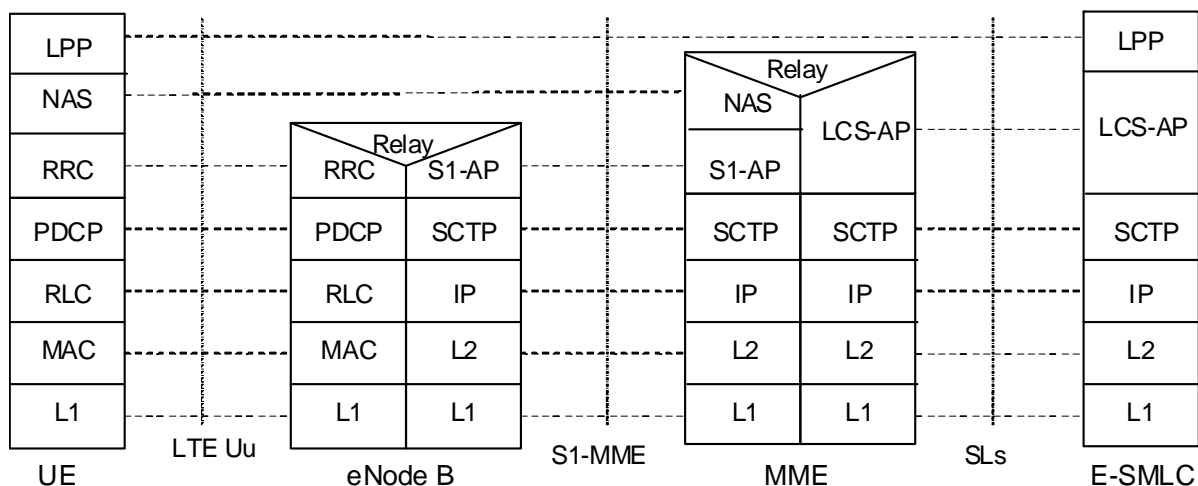 LPP
LPP
Relay
NAS
NAS
LCS-AP
LCS-AP
Relay
RRC
RRC
S1-AP
S1-AP
PDCP
PDCP
SCTP
SCTP
SCTP
SCTP
RLC
RLC
IP
IP
IP
IP
MAC
MAC
L2
L2
L2
L2
L1
L1
L1
L1
L1
L1
LTE Uu
S1-MME
SLs
UE
eNode B
MME
E-SMLC